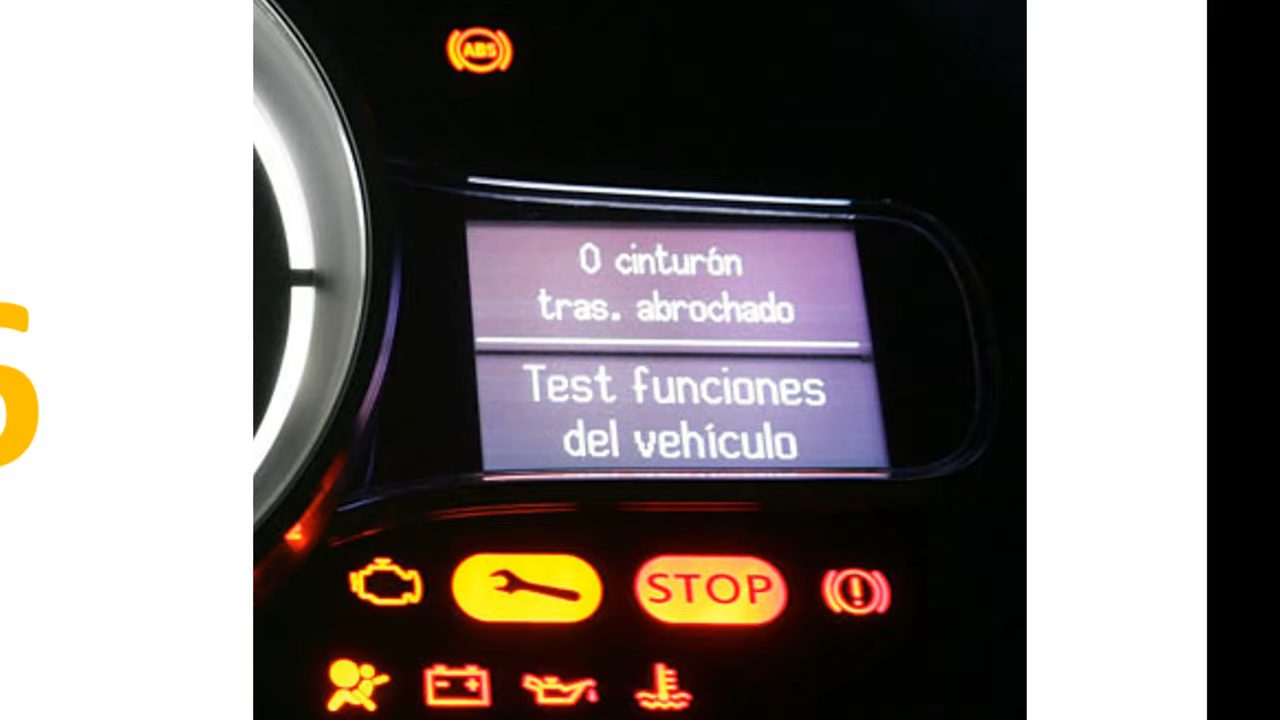 ABS
0 cinturón
tras. abrochado
Test funciones
del vehículo
STOP